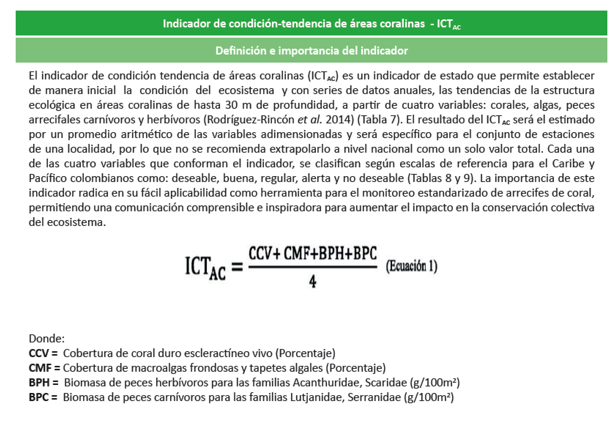 Indicador de condición-tendencia de áreas coralinas - ICTAC
Definición e importancia del indicador
El indicador de condición tendencia de áreas coralinas (ICTAC) es un indicador de estado que permite establecer
de manera inicial la condición del ecosistema y con series de datos anuales, las tendencias de la estructura
ecológica en áreas coralinas de hasta 30 m de profundidad, a partir de cuatro variables: corales, algas, peces
arrecifales carnívoros y herbívoros (Rodríguez-Rincón et al. 2014) (Tabla 7). El resultado del ICTAC será el estimado
por un promedio aritmético de las variables adimensionadas y será específico para el conjunto de estaciones
de una localidad, por lo que no se recomienda extrapolarlo a nivel nacional como un solo valor total. Cada una
de las cuatro variables que conforman el indicador, se clasifican según escalas de referencia para el Caribe y
Pacífico colombianos como: deseable, buena, regular, alerta y no deseable (Tablas 8 y 9). La importancia de este
indicador radica en su fácil aplicabilidad como herramienta para el monitoreo estandarizado de arrecifes de coral,
permitiendo una comunicación comprensible e inspiradora para aumentar el impacto en la conservación colectiva
del ecosistema.
ICTAC = CCV+ CMF+BPH+BPC / 4 (Ecuación 1)
Donde:
CCV = Cobertura de coral duro escleractíneo vivo (Porcentaje)
CMF = Cobertura de macroalgas frondosas y tapetes algales (Porcentaje)
BPH = Biomasa de peces herbívoros para las familias Acanthuridae, Scaridae (g/100m²)
BPC = Biomasa de peces carnívoros para las familias Lutjanidae, Serranidae (g/100m²)